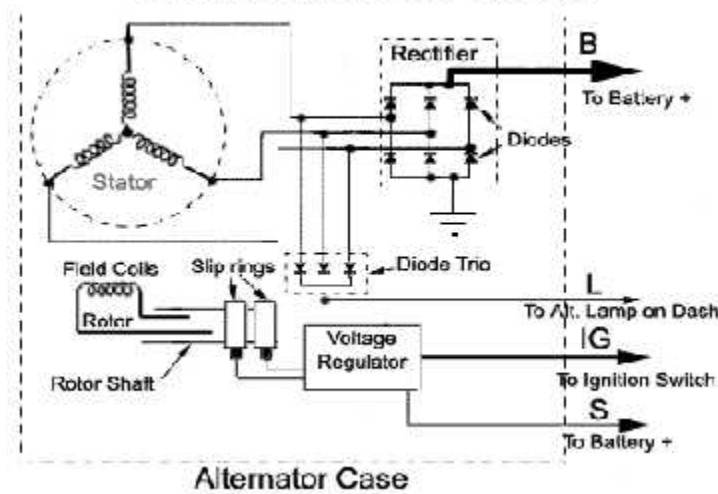 Rectifier
B
To Battery +
Diodes
Stator
Diode Trio
Field Coils
Slip rings
L
To Alt. Lamp on Dash
Rotor
Voltage
Regulator
IG
Rotor Shaft
To Ignition Switch
S
To Battery +
Alternator Case